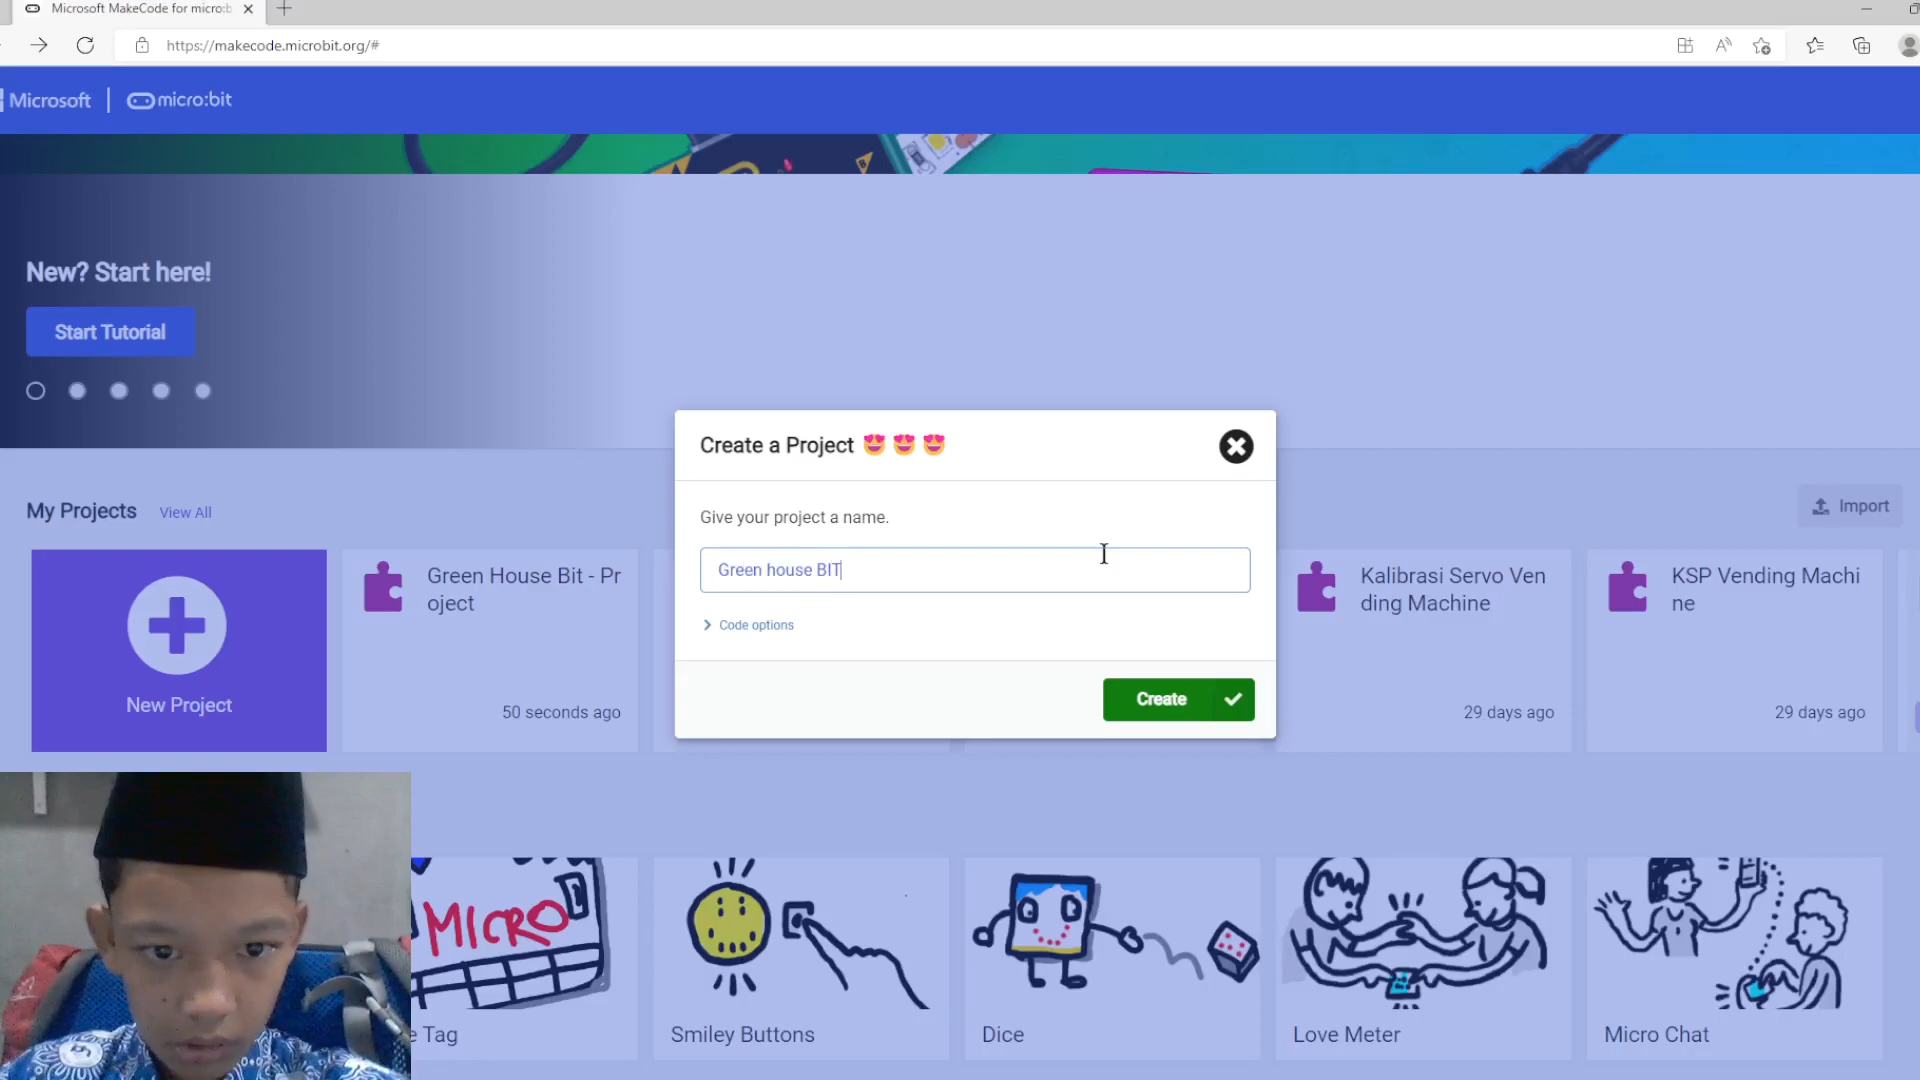 Microsoft MakeCode for micro:b
https://makecode.microbit.org/#
Microsoft
micro:bit
New? Start here!
Start Tutorial
Create a Project 😍 😍 😍
Give your project a name.
Green house BIT
Code options
Create
My Projects
View All
Import
New Project
Green House Bit - Pr
oject
50 seconds ago
Kalibrasi Servo Ven
ding Machine
29 days ago
KSP Vending Machi
ne
29 days ago
MICRO
e Tag
Smiley Buttons
Dice
Love Meter
Micro Chat